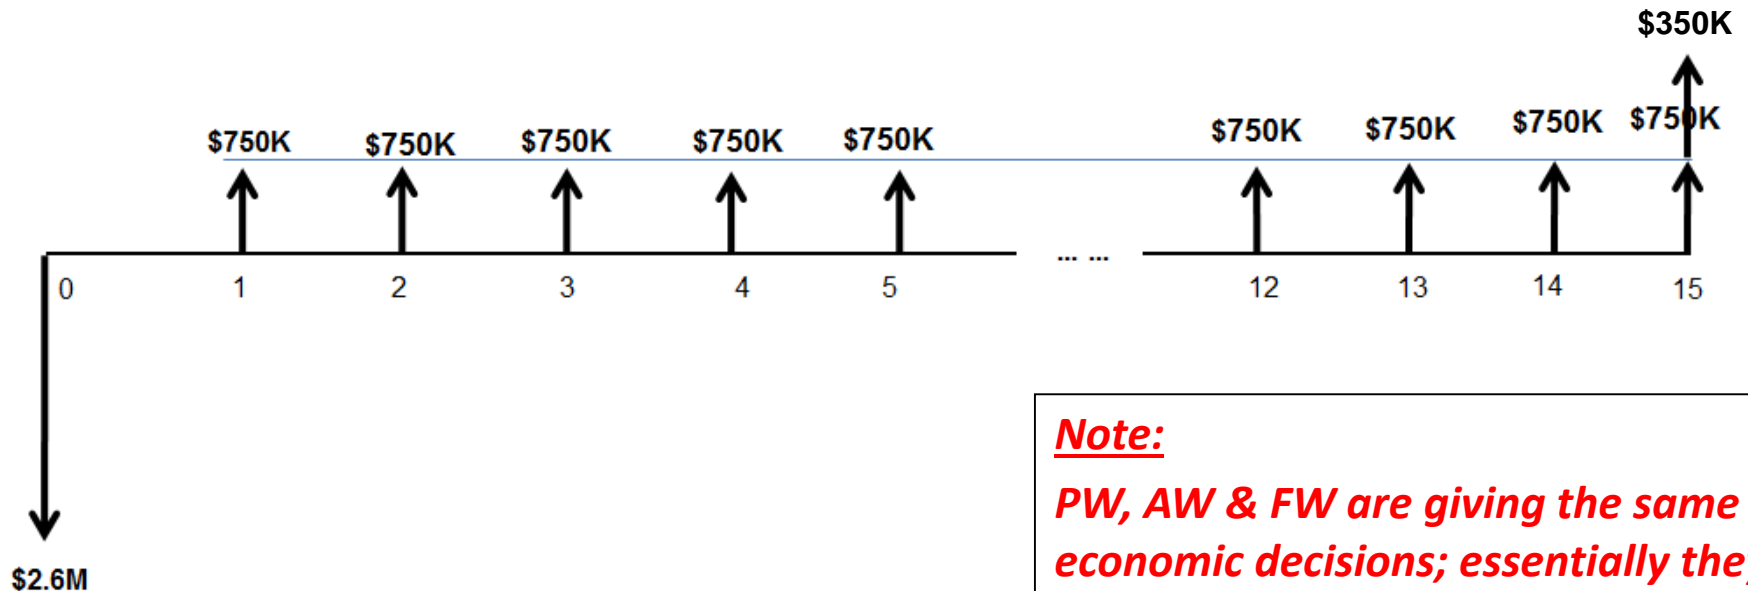 $350K
$750K $750K $750K $750K $750K $750K $750K $750K $750K
... ...
0 1 2 3 4 5 12 13 14 15
$2.6M
Note:
PW, AW & FW are giving the same
economic decisions; essentially the